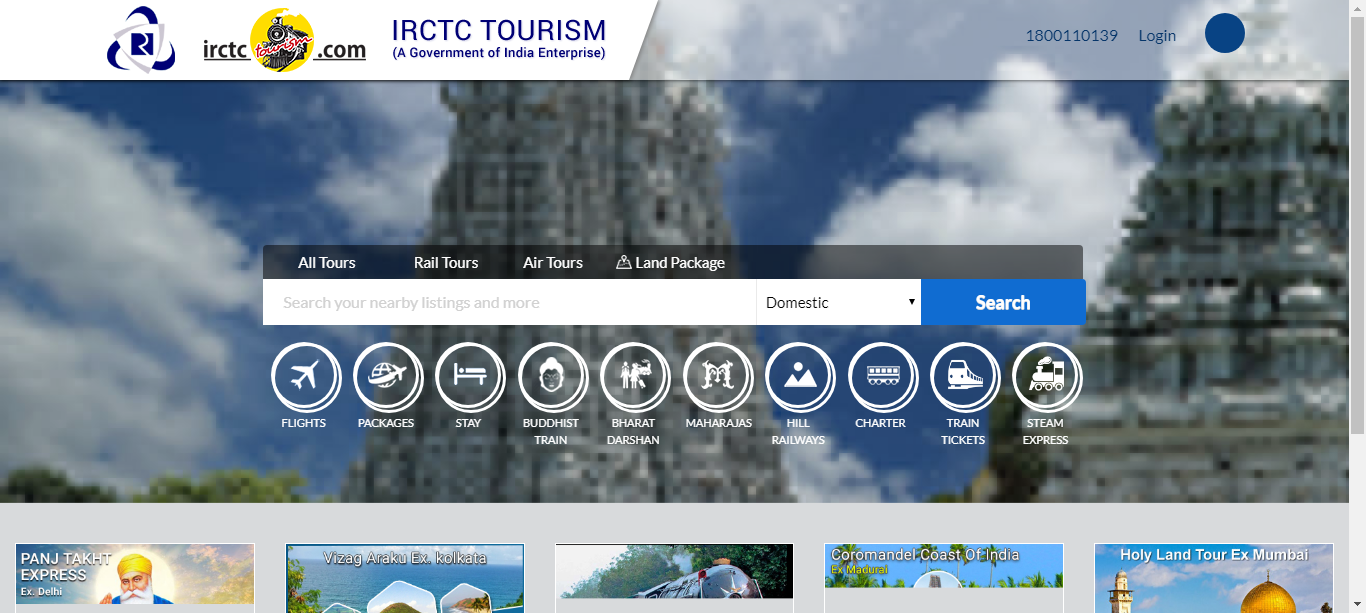 IRCTC TOURISM
(A Government of India Enterprise)
irctc tourism .com
1800110139 Login
All Tours Rail Tours Air Tours Land Package
Search your nearby listings and more Domestic Search
FLIGHTS PACKAGES STAY BUDDHIST TRAIN BHARAT DARSHAN MAHARAJAS HILL RAILWAYS CHARTER TRAIN TICKETS STEAM EXPRESS
PANJ TAKHT
EXPRESS
Ex. Delhi
Vizag Araku Ex. kolkata
Coromandel Coast Of India
Ex Madurai
Holy Land Tour Ex Mumbai